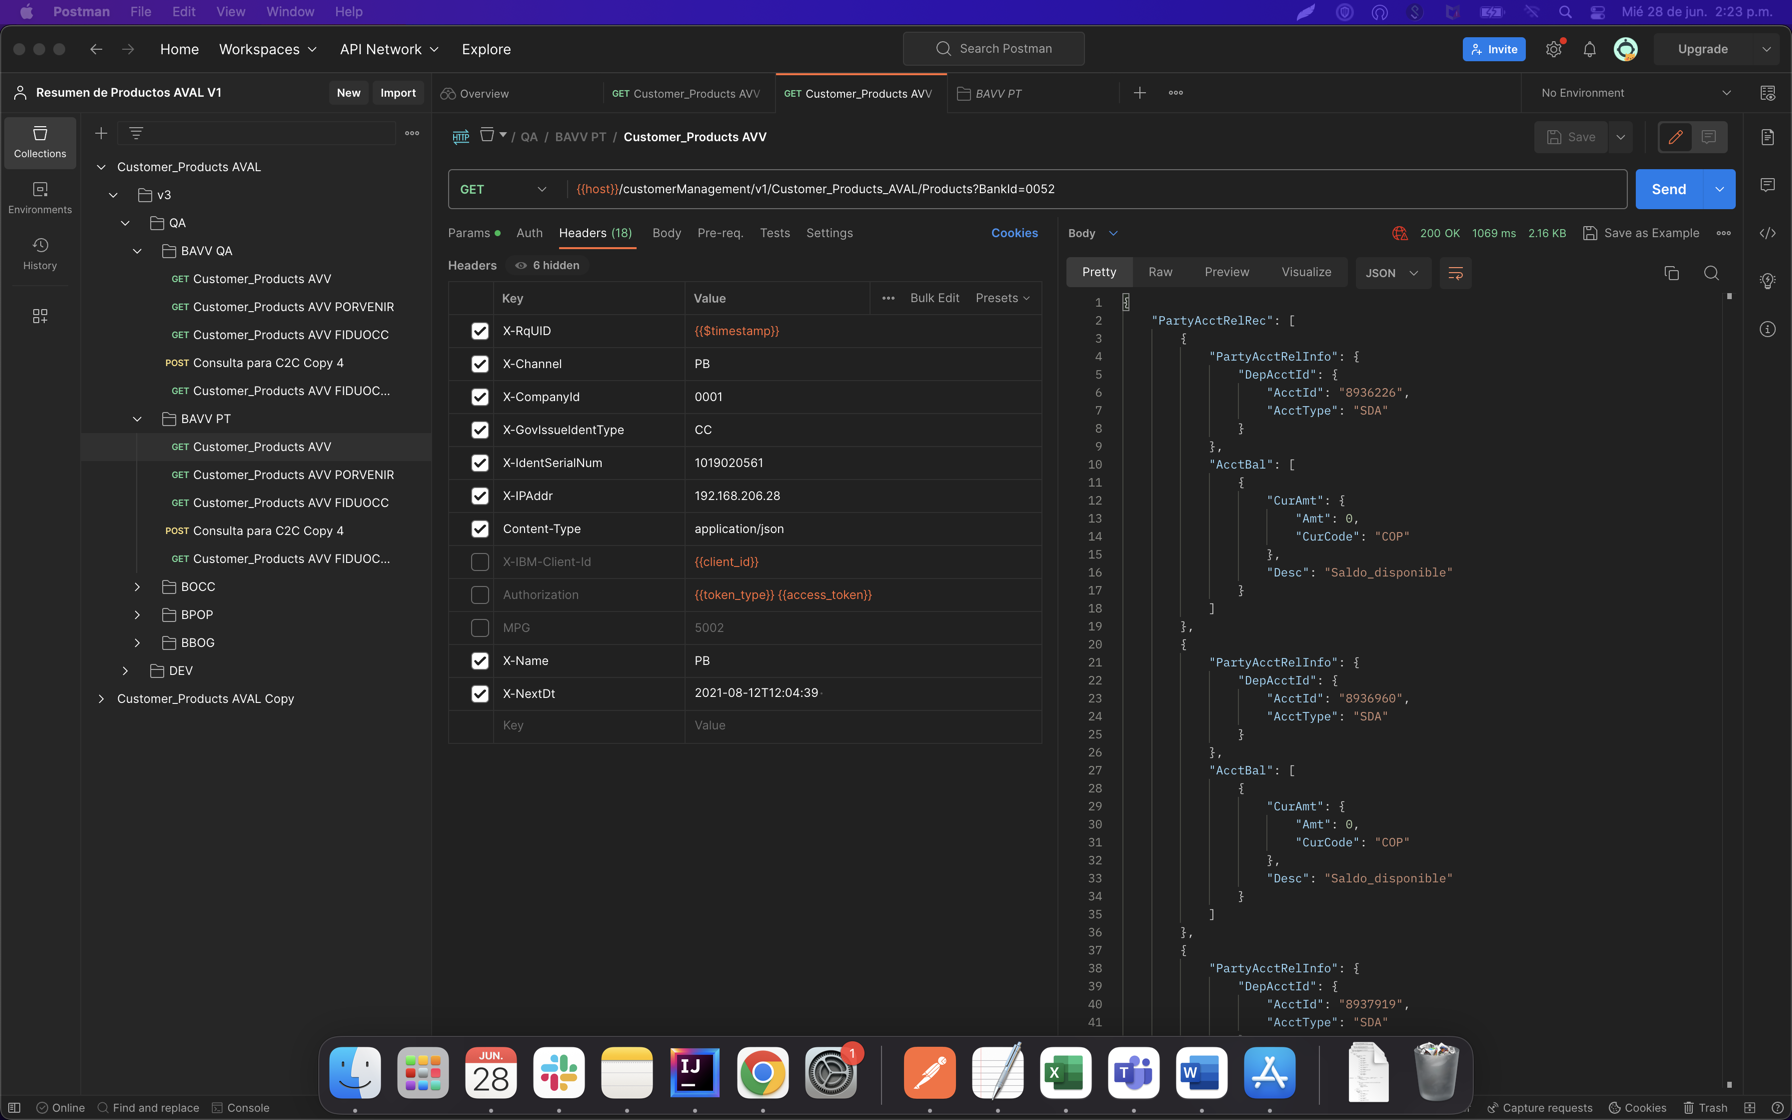 Postman File Edit View Window Help Mié 28 de jun. 2:23 p.m.
Home Workspaces API Network Explore Search Postman Invite Upgrade
Resumen de Productos AVAL V1 New Import Overview GET Customer_Products AVV GET Customer_Products AVV BAVV PT No Environment
Collections
Environments
History
Customer_Products AVAL
v3
QA
BAVV QA
GET Customer_Products AVV
GET Customer_Products AVV PORVENIR
GET Customer_Products AVV FIDUOCC
POST Consulta para C2C Copy 4
GET Customer_Products AVV FIDUOC...
BAVV PT
GET Customer_Products AVV
GET Customer_Products AVV PORVENIR
GET Customer_Products AVV FIDUOCC
POST Consulta para C2C Copy 4
GET Customer_Products AVV FIDUOC...
BOCC
BPOP
BBOG
DEV
Customer_Products AVAL Copy
HTTP / QA / BAVV PT / Customer_Products AVV Save
GET {{host}}/customerManagement/v1/Customer_Products_AVAL/Products?BankId=0052 Send
Params Auth Headers (18) Body Pre-req. Tests Settings Cookies
Headers 6 hidden
Key Value Bulk Edit Presets
X-RqUID {{$timestamp}}
X-Channel PB
X-CompanyId 0001
X-GovIssueIdentType CC
X-IdentSerialNum 1019020561
X-IPAddr 192.168.206.28
Content-Type application/json
X-IBM-Client-Id {{client_id}}
Authorization {{token_type}} {{access_token}}
MPG 5002
X-Name PB
X-NextDt 2021-08-12T12:04:39
Key Value
Body 200 OK 1069 ms 2.16 KB Save as Example
Pretty Raw Preview Visualize JSON
1 {
2 "PartyAcctRelRec": [
3 {
4 "PartyAcctRelInfo": {
5 "DepAcctId": {
6 "AcctId": "8936226",
7 "AcctType": "SDA"
8 }
9 },
10 "AcctBal": [
11 {
12 "CurAmt": {
13 "Amt": 0,
14 "CurCode": "COP"
15 },
16 "Desc": "Saldo_disponible"
17 }
18 ]
19 },
20 {
21 "PartyAcctRelInfo": {
22 "DepAcctId": {
23 "AcctId": "8936960",
24 "AcctType": "SDA"
25 }
26 },
27 "AcctBal": [
28 {
29 "CurAmt": {
30 "Amt": 0,
31 "CurCode": "COP"
32 },
33 "Desc": "Saldo_disponible"
34 }
35 ]
36 },
37 {
38 "PartyAcctRelInfo": {
39 "DepAcctId": {
40 "AcctId": "8937919",
41 "AcctType": "SDA"
JUN.
28
IJ
1
X
T
W
Online Find and replace Console Capture requests Cookies Trash